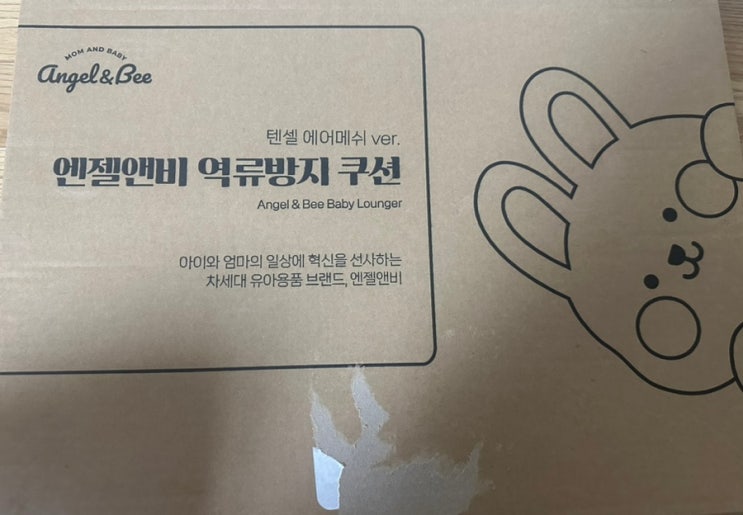 MOM AND BABY
Angel&Bee
텐셀 에어메쉬 ver.
엔젤앤비 역류방지 쿠션
Angel & Bee Baby Lounger
아이와 엄마의 일상에 혁신을 선사하는
차세대 유아용품 브랜드, 엔젤앤비